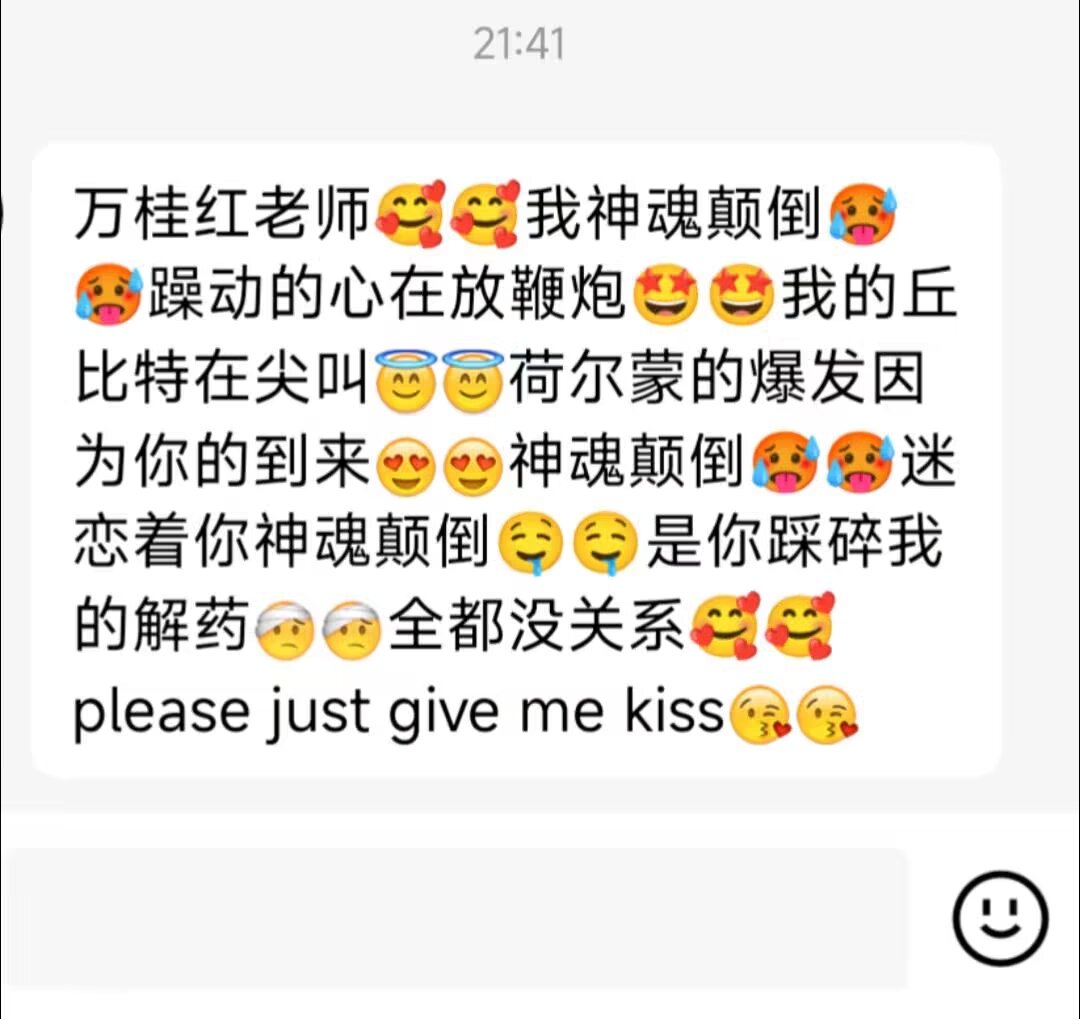 21:41
万桂红老师🥰🥰我神魂颠倒🥵
🥵躁动的心在放鞭炮🤩🤩我的丘
比特在尖叫😇😇荷尔蒙的爆发因
为你的到来😍😍神魂颠倒🥵🥵迷
恋着你神魂颠倒🤤🤤是你踩碎我
的解药🤕🤕全都没关系🥰🥰
please just give me kiss😘😘